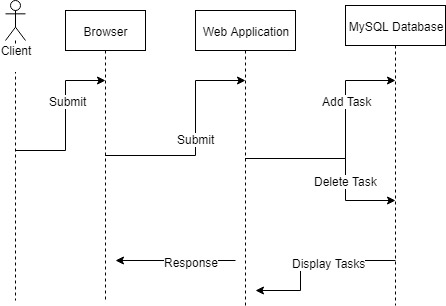 Client
Browser
Web Application
MySQL Database
Submit
Add Task
Submit
Delete Task
Response
Display Tasks